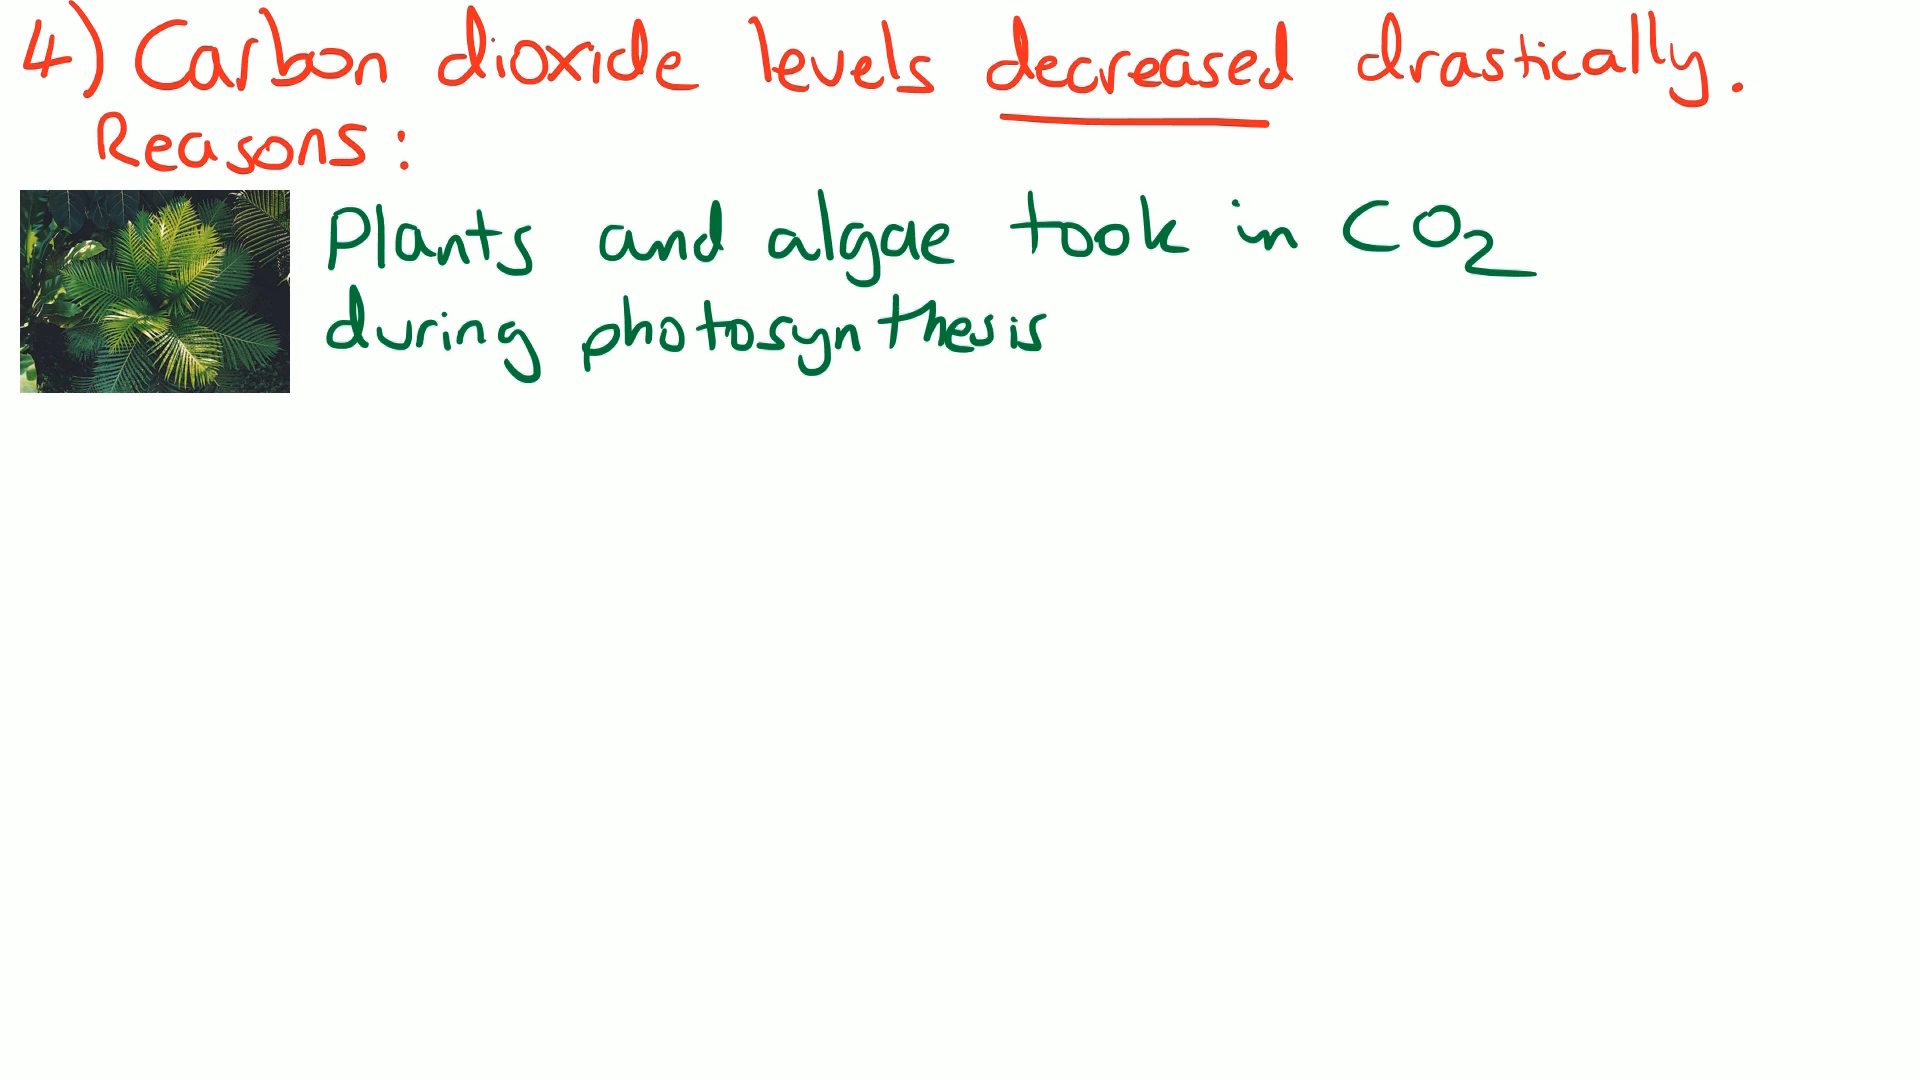 4) Carbon dioxide levels decreased drastically.
Reasons:
Plants and algae took in CO₂
during photosynthesis